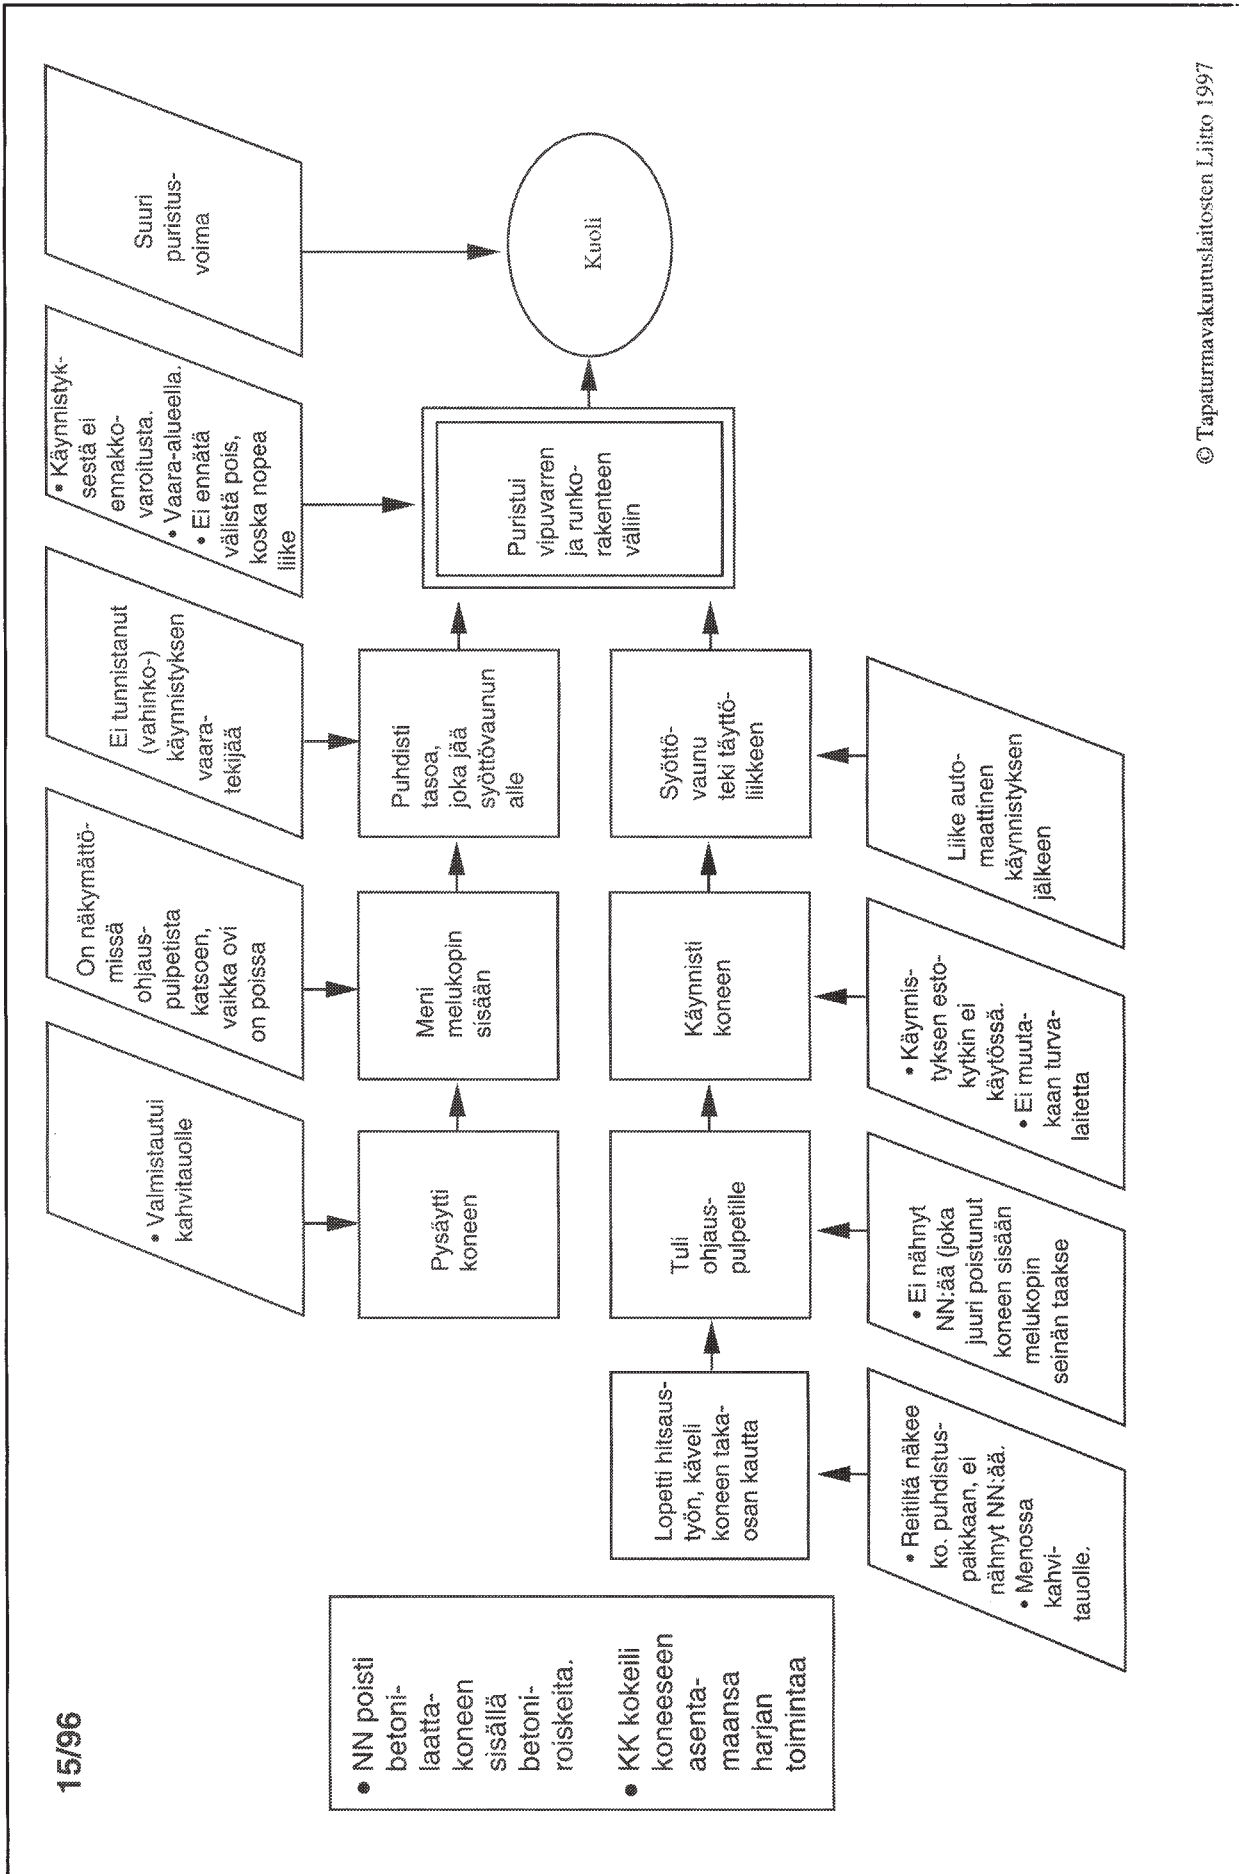 15/96
• NN poisti
betoni-
laatta-
koneen
sisällä
betoni-
roiskeita.
• KK kokeili
koneeseen
asenta-
maansa
harjan
toimintaa
• Valmistautui
kahvitauolle
On näkymättö-
missä
ohjaus-
pulpetista
katsoen,
vaikka ovi
on poissa
Ei tunnistanut
(vahinko-)
käynnistyksen
vaara-
tekijää
• Käynnistyk-
sestä ei
ennakko-
varoitusta.
• Vaara-alueella.
• Ei ennätä
välistä pois,
koska nopea
liike
Suuri
puristus-
voima
Pysäytti
koneen
Meni
melukopin
sisään
Puhdisti
tasoa,
joka jää
syöttövaunun
alle
Puristui
vipuvarren
ja runko-
rakenteen
väliin
Kuoli
Lopetti hitsaus-
työn, käveli
koneen taka-
osan kautta
Tuli
ohjaus-
pulpetille
Käynnisti
koneen
Syöttö-
vaunu
teki täyttö-
liikkeen
• Reitiltä näkee
ko. puhdistus-
paikkaan, ei
nähnyt NN:ää.
• Menossa
kahvi-
tauolle.
• Ei nähnyt
NN:ää (joka
juuri poistunut
koneen sisään
melukopin
seinän taakse
• Käynnis-
tyksen esto-
kytkin ei
käytössä.
• Ei muuta-
kaan turva-
laitetta
Liike auto-
maattinen
käynnistyksen
jälkeen
© Tapaturmavakuutuslaitosten Liitto 1997